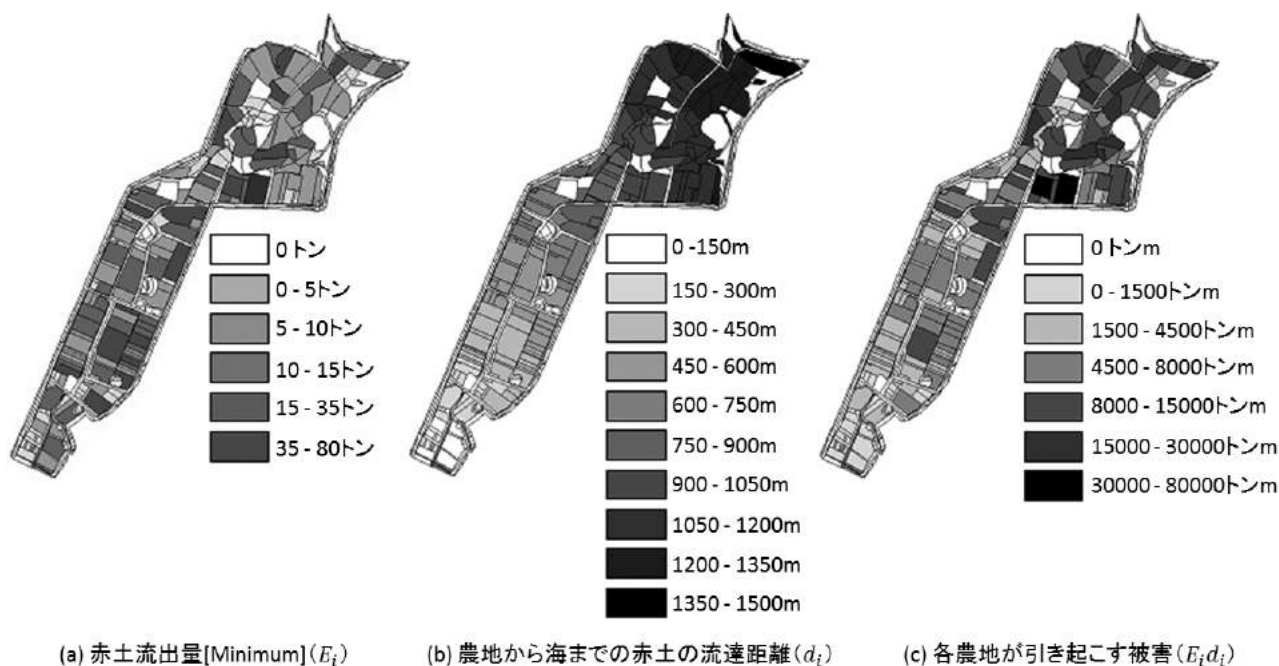 0 トン
0 - 5トン
5 - 10トン
10 - 15トン
15 - 35トン
35 - 80トン
0 -150m
150 - 300m
300 - 450m
450 - 600m
600 - 750m
750 - 900m
900 - 1050m
1050 - 1200m
1200 - 1350m
1350 - 1500m
0 トンm
0 - 1500トンm
1500 - 4500トンm
4500 - 8000トンm
8000 - 15000トンm
15000 - 30000トンm
30000 - 80000トンm
(a) 赤土流出量[Minimum](E_i)
(b) 農地から海までの赤土の流達距離(d_i)
(c) 各農地が引き起こす被害(E_i d_i)